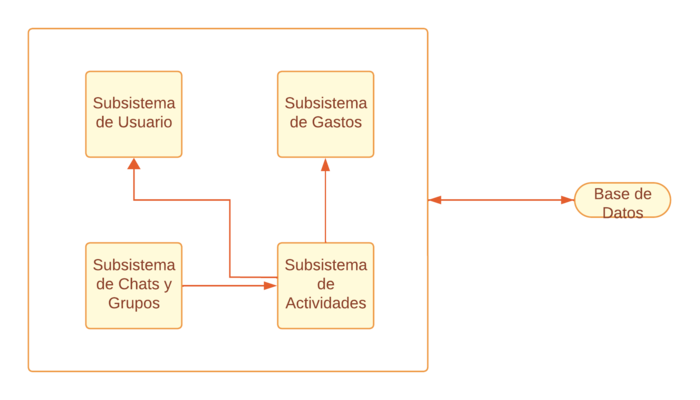 Subsistema
de Usuario
Subsistema
de Gastos
Base de
Datos
Subsistema
de Chats y
Grupos
Subsistema
de
Actividades